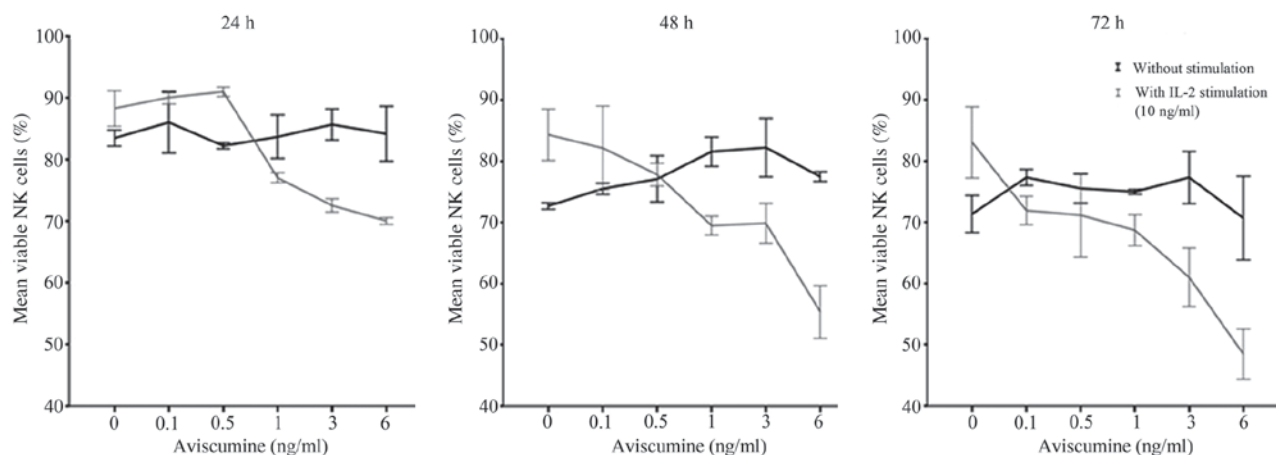 24 h
100
90
80
70
60
50
40
Mean viable NK cells (%)
0 0.1 0.5 1 3 6
Aviscumine (ng/ml)
48 h
100
90
80
70
60
50
40
Mean viable NK cells (%)
0 0.1 0.5 1 3 6
Aviscumine (ng/ml)
72 h
100
90
80
70
60
50
40
Mean viable NK cells (%)
Without stimulation
With IL-2 stimulation
(10 ng/ml)
0 0.1 0.5 1 3 6
Aviscumine (ng/ml)